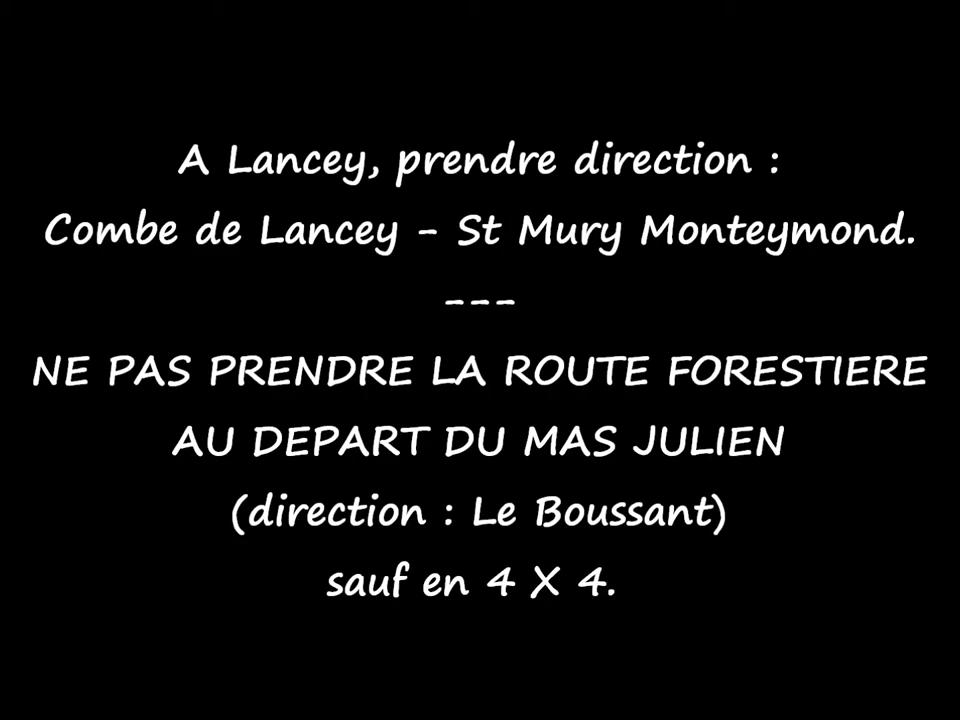 A Lancey, prendre direction :
Combe de Lancey - St Mury Monteymond.
---
NE PAS PRENDRE LA ROUTE FORESTIERE
AU DEPART DU MAS JULIEN
(direction : Le Boussant)
sauf en 4 X 4.